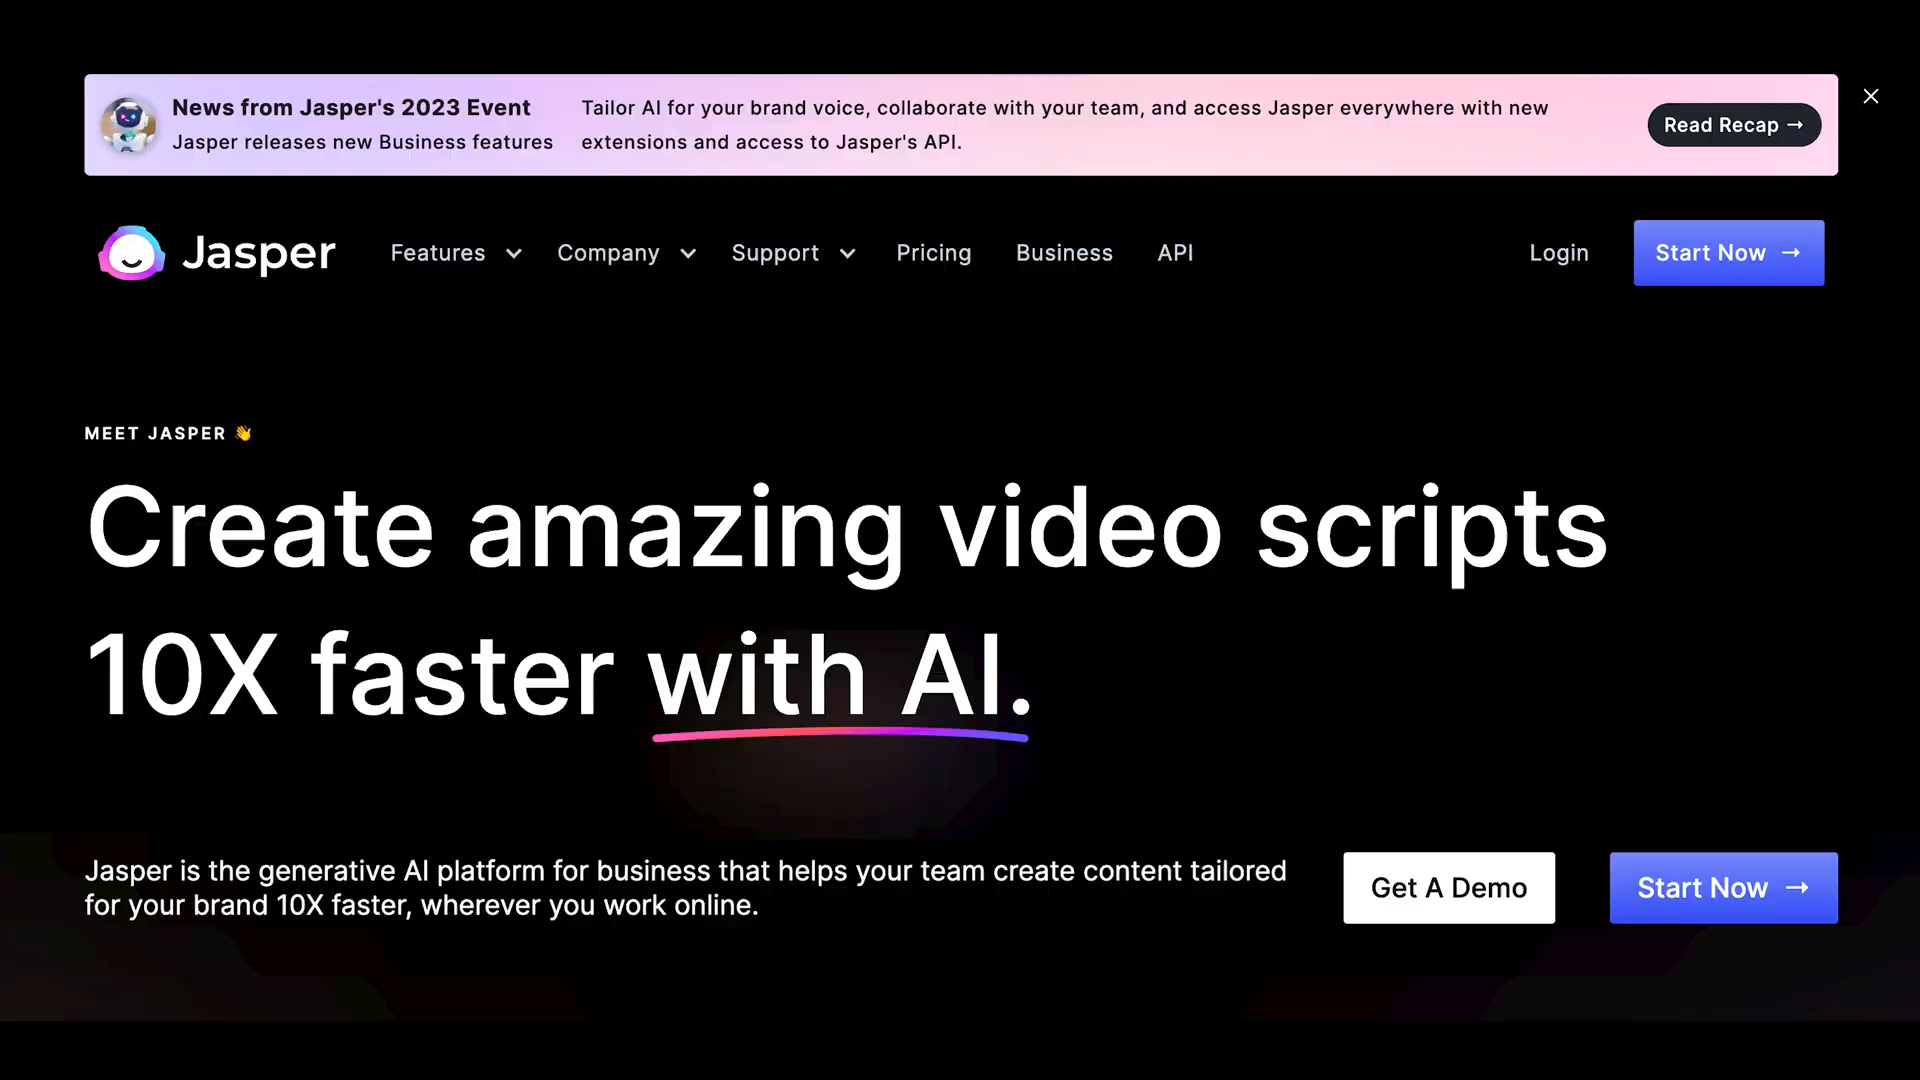 News from Jasper's 2023 Event
Jasper releases new Business features
Tailor AI for your brand voice, collaborate with your team, and access Jasper everywhere with new
extensions and access to Jasper's API.
Read Recap →
Jasper
Features
Company
Support
Pricing
Business
API
Login
Start Now →
MEET JASPER 👋
Create amazing video scripts
10X faster with AI.
Jasper is the generative AI platform for business that helps your team create content tailored
for your brand 10X faster, wherever you work online.
Get A Demo
Start Now →